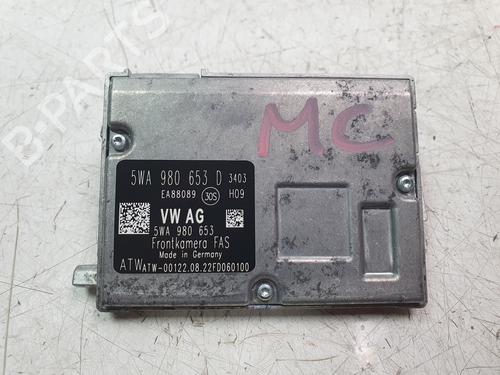 B-PARTS
MC
5WA 980 653 D 3403
EA88089 30S H09
VW AG
5WA 980 653
Frontkamera FAS
Made in Germany
ATW ATW-00122.08.22FD060100